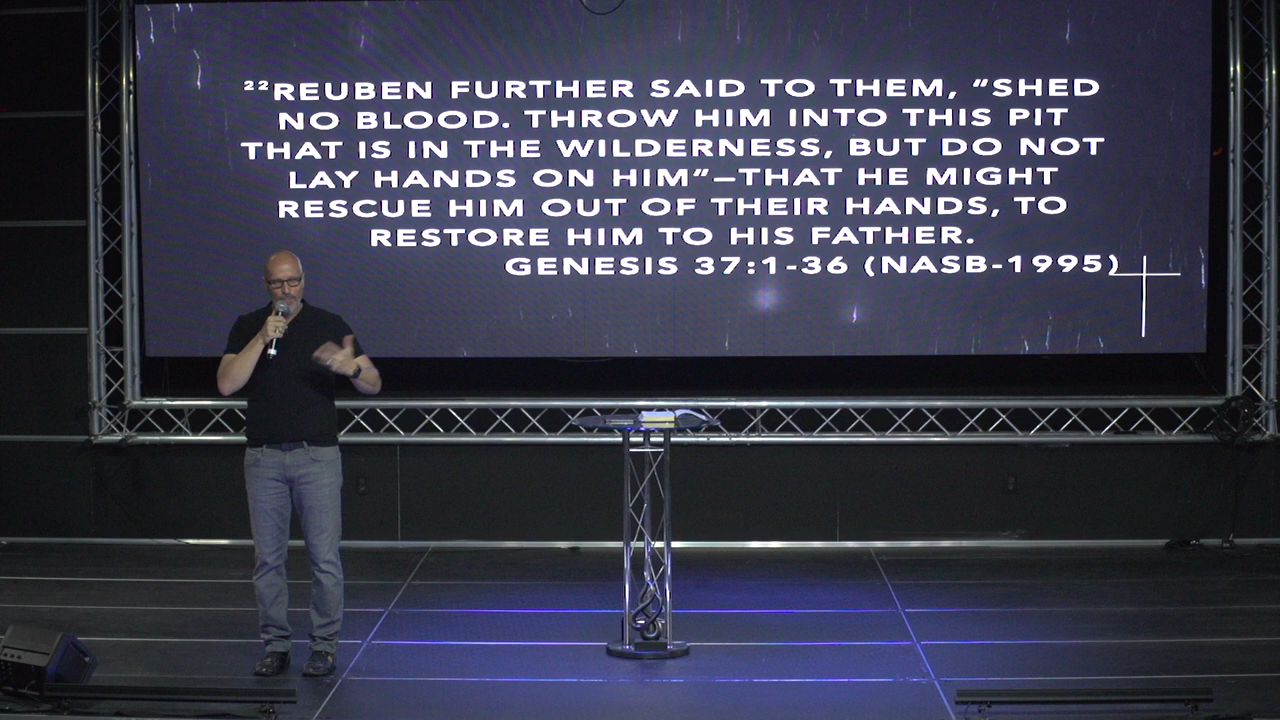 ²²REUBEN FURTHER SAID TO THEM, “SHED
NO BLOOD. THROW HIM INTO THIS PIT
THAT IS IN THE WILDERNESS, BUT DO NOT
LAY HANDS ON HIM”—THAT HE MIGHT
RESCUE HIM OUT OF THEIR HANDS, TO
RESTORE HIM TO HIS FATHER.
GENESIS 37:1-36 (NASB-1995)